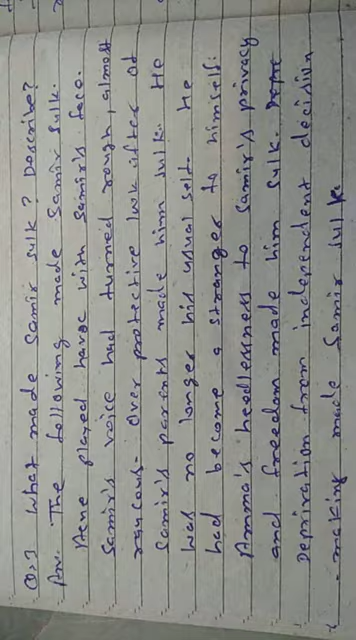 Q.3 What made Samir sulk? Describe?
An. The following made Samir sulk.
Acne played havoc with Samir's face.
Samir's voice had turned rough, almost
raucous. Over protective look after of
Samir's parents made him sulk. He
was no longer his usual self. He
had become a stranger to himself.
Amma's heedlessness to Samir's privacy
and freedom made him sulk.
Deprivation from independent decision
-making made Samir sulk